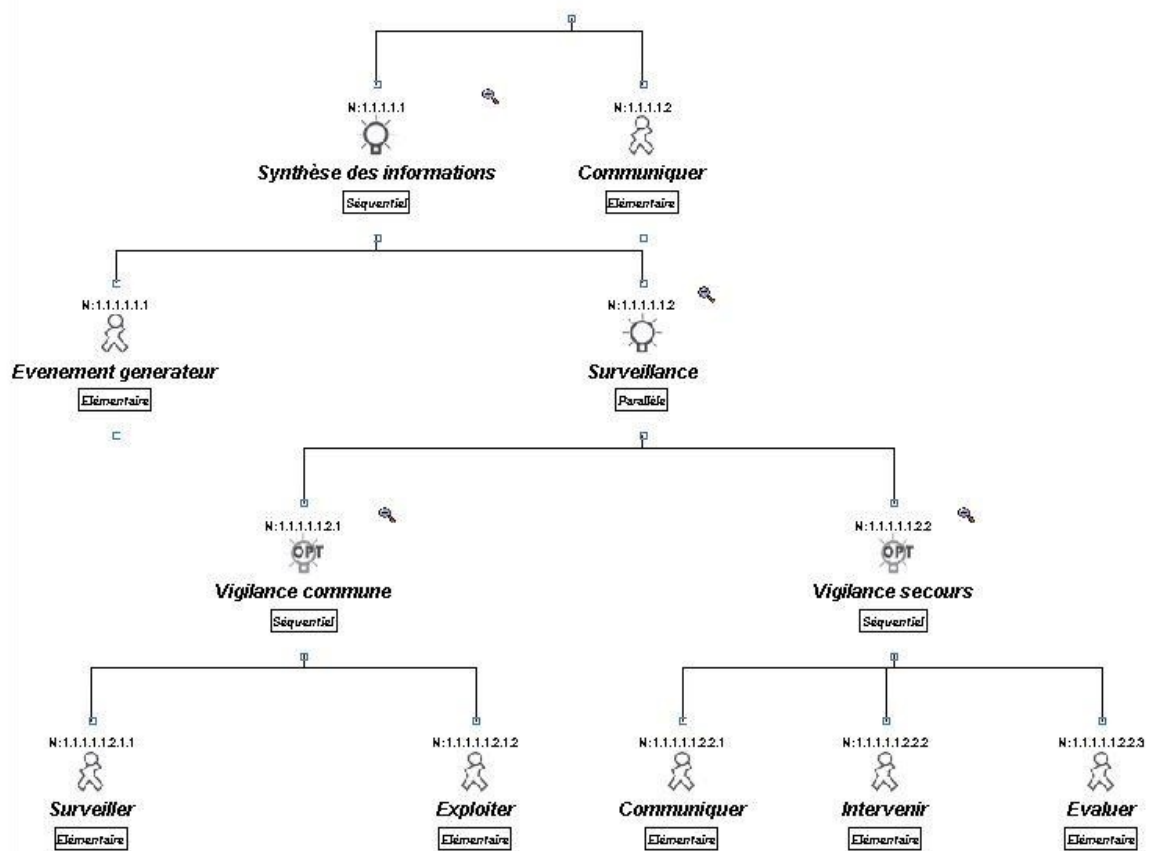 N:1.1.1.1.1 N:1.1.1.1.2
Synthèse des informations Communiquer
Séquentiel Elémentaire
N:1.1.1.1.1.1 N:1.1.1.1.1.2
Evenement generateur Surveillance
Elémentaire Parallèle
N:1.1.1.1.1.2.1 N:1.1.1.1.1.2.2
OPT OPT
Vigilance commune Vigilance secours
Séquentiel Séquentiel
N:1.1.1.1.1.2.1.1 N:1.1.1.1.1.2.1.2 N:1.1.1.1.1.2.2.1 N:1.1.1.1.1.2.2.2 N:1.1.1.1.1.2.2.3
Surveiller Exploiter Communiquer Intervenir Evaluer
Elémentaire Elémentaire Elémentaire Elémentaire Elémentaire